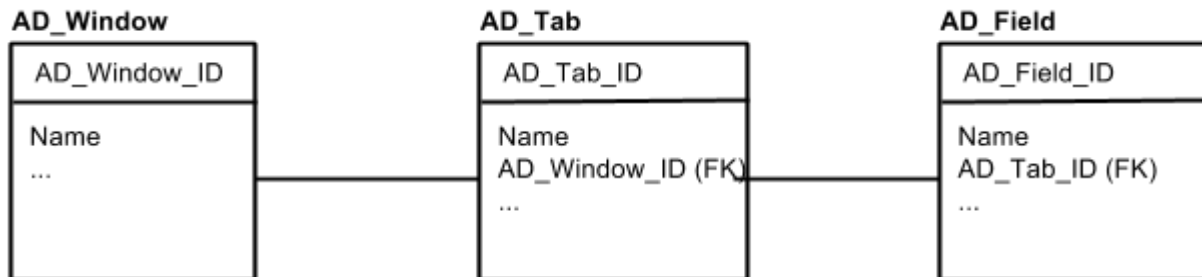 AD_Window
AD_Window_ID
Name
...
AD_Tab
AD_Tab_ID
Name
AD_Window_ID (FK)
...
AD_Field
AD_Field_ID
Name
AD_Tab_ID (FK)
...